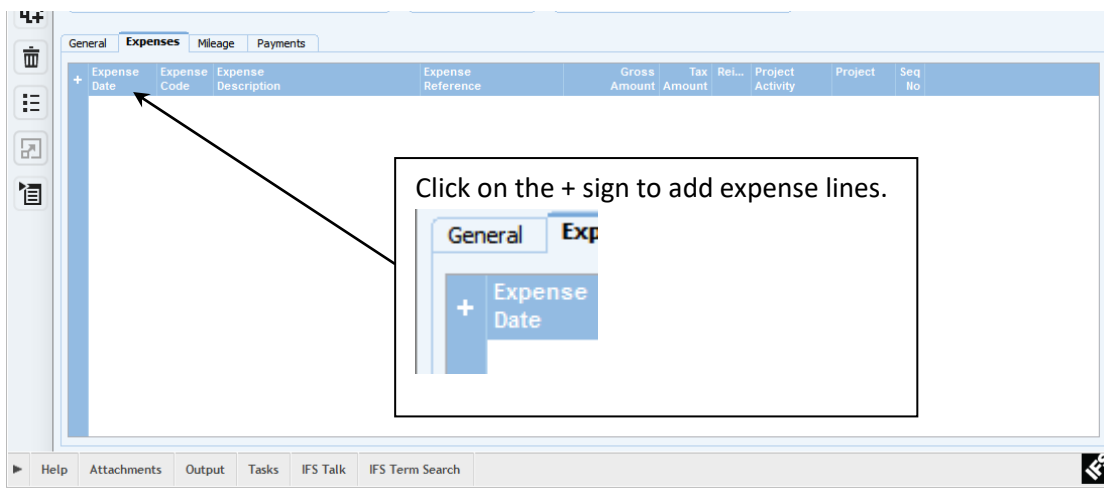 General Expenses Mileage Payments
+ Expense Date Expense Code Expense Description Expense Reference Gross Amount Tax Amount Rei... Project Activity Project Seq No
Click on the + sign to add expense lines.
General Exp
+ Expense
Date
Help Attachments Output Tasks IFS Talk IFS Term Search
IFS